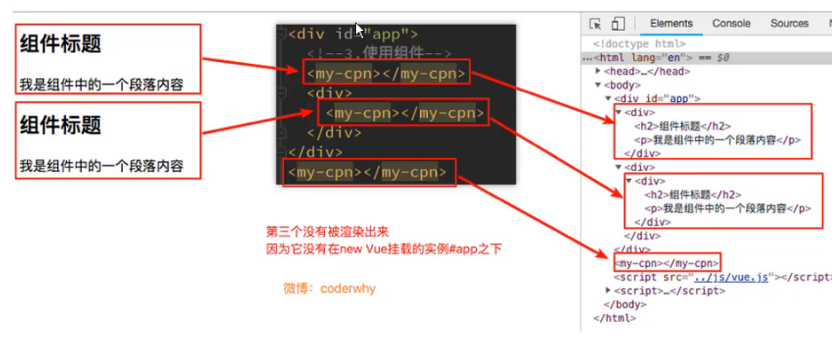 组件标题
我是组件中的一个段落内容
组件标题
我是组件中的一个段落内容
<div id="app">
<!--3.使用组件-->
<my-cpn></my-cpn>
<div>
<my-cpn></my-cpn>
</div>
</div>
<my-cpn></my-cpn>
第三个没有被渲染出来
因为它没有在new Vue挂载的实例#app之下
微博：coderwhy
Elements Console Sources N
<!doctype html>
…<html lang="en"> == $0
▶<head>…</head>
▼<body>
▼<div id="app">
▼<div>
<h2>组件标题</h2>
<p>我是组件中的一个段落内容</p>
</div>
▼<div>
▼<div>
<h2>组件标题</h2>
<p>我是组件中的一个段落内容</p>
</div>
</div>
</div>
<my-cpn></my-cpn>
<script src="../js/vue.js"></script>
▶<script>…</script>
</body>
</html>